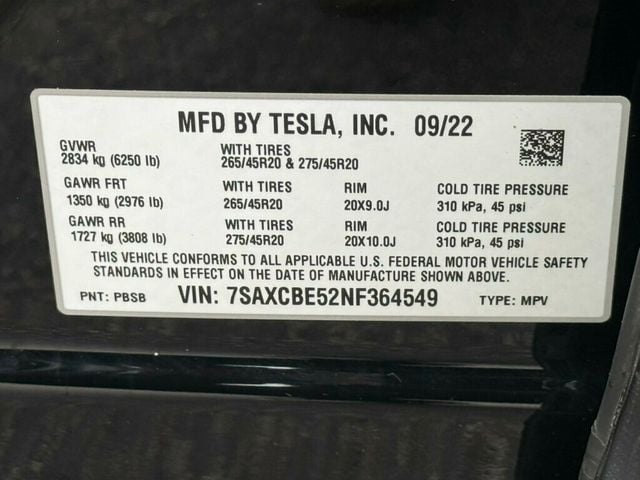 MFD BY TESLA, INC. 09/22
GVWR WITH TIRES
2834 kg (6250 lb) 265/45R20 & 275/45R20
GAWR FRT WITH TIRES RIM COLD TIRE PRESSURE
1350 kg (2976 lb) 265/45R20 20X9.0J 310 kPa, 45 psi
GAWR RR WITH TIRES RIM COLD TIRE PRESSURE
1727 kg (3808 lb) 275/45R20 20X10.0J 310 kPa, 45 psi
THIS VEHICLE CONFORMS TO ALL APPLICABLE U.S. FEDERAL MOTOR VEHICLE SAFETY
STANDARDS IN EFFECT ON THE DATE OF MANUFACTURE SHOWN ABOVE.
PNT: PBSB VIN: 7SAXCBE52NF364549 TYPE: MPV